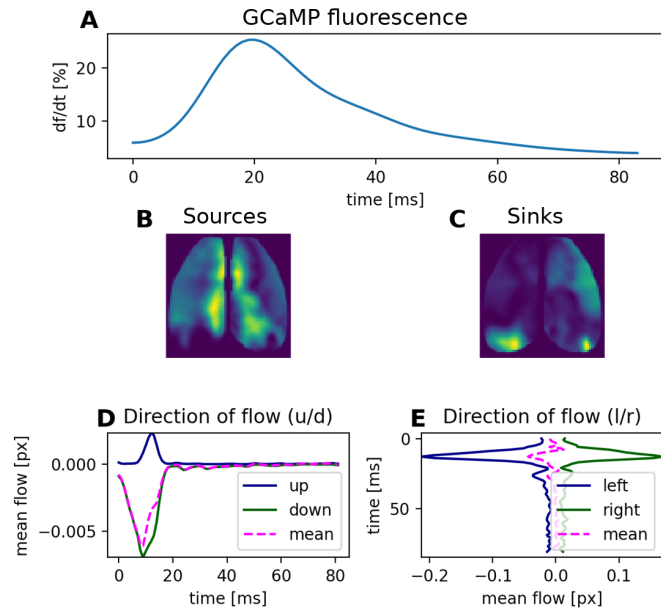 A GCaMP fluorescence
df/dt [%]
20
10
0 20 40 60 80
time [ms]
B Sources
C Sinks
D Direction of flow (u/d)
mean flow [px]
0.000
−0.005
up
down
mean
0 20 40 60 80
time [ms]
E Direction of flow (l/r)
time [ms]
0
50
left
right
mean
−0.2 −0.1 0.0 0.1
mean flow [px]